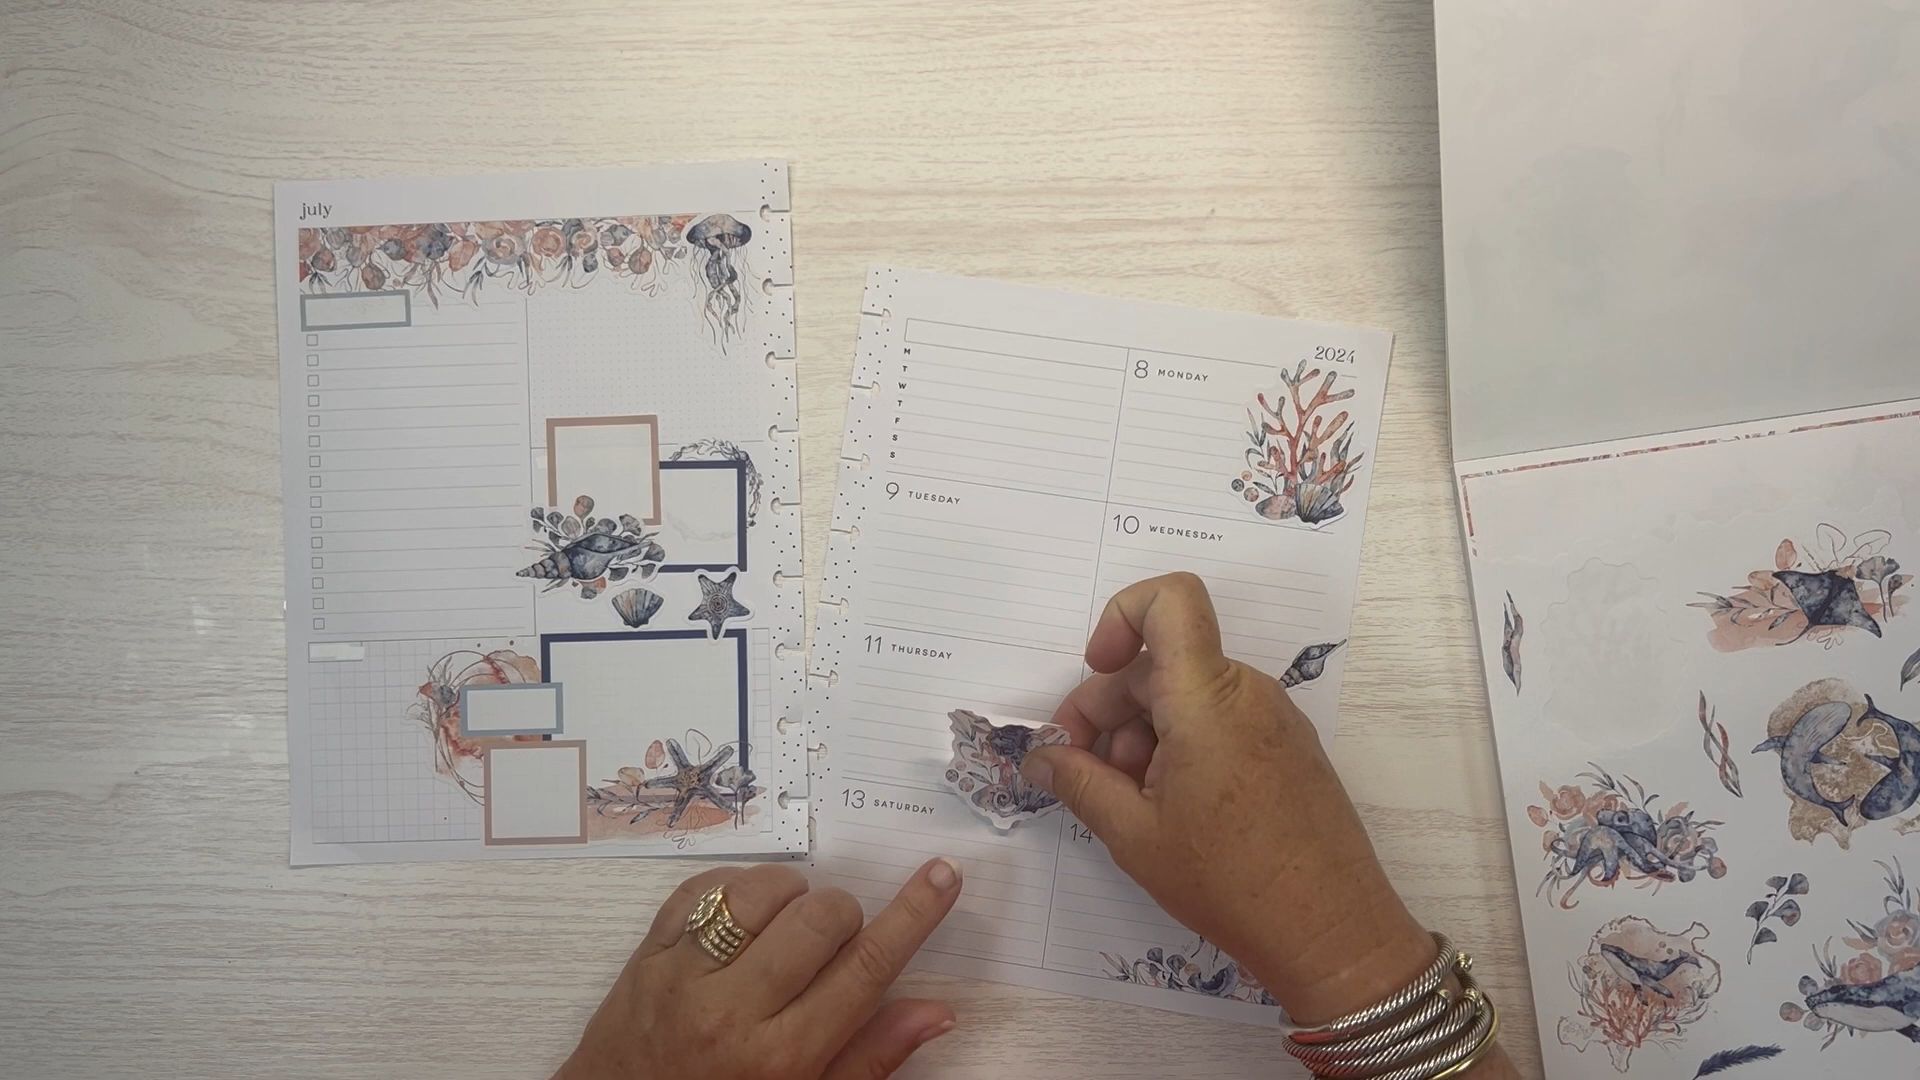 july
2024
M
T
W
T
F
S
S
8 MONDAY
9 TUESDAY
10 WEDNESDAY
11 THURSDAY
13 SATURDAY
14